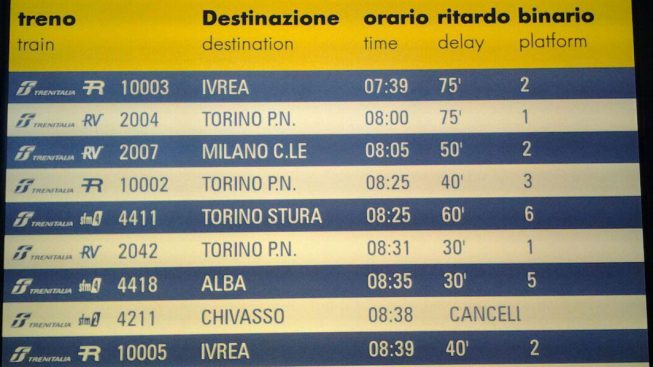 treno Destinazione orario ritardo binario
train destination time delay platform
TRENITALIA R 10003 IVREA 07:39 75' 2
TRENITALIA RV 2004 TORINO P.N. 08:00 75' 1
TRENITALIA RV 2007 MILANO C.LE 08:05 50' 2
TRENITALIA R 10002 TORINO P.N. 08:25 40' 3
TRENITALIA sfm4 4411 TORINO STURA 08:25 60' 6
TRENITALIA RV 2042 TORINO P.N. 08:31 30' 1
TRENITALIA sfm4 4418 ALBA 08:35 30' 5
TRENITALIA sfm2 4211 CHIVASSO 08:38 CANCELL
TRENITALIA R 10005 IVREA 08:39 40' 2